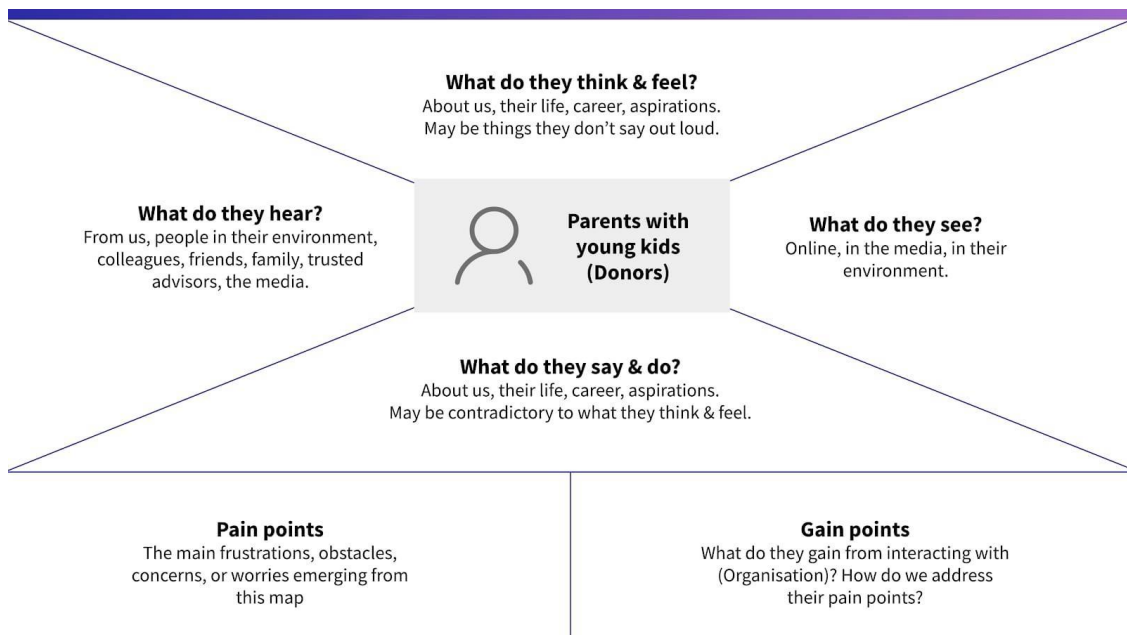 What do they think & feel?
About us, their life, career, aspirations.
May be things they don't say out loud.
What do they hear?
From us, people in their environment,
colleagues, friends, family, trusted
advisors, the media.
Parents with
young kids
(Donors)
What do they see?
Online, in the media, in their
environment.
What do they say & do?
About us, their life, career, aspirations.
May be contradictory to what they think & feel.
Pain points
The main frustrations, obstacles,
concerns, or worries emerging from
this map
Gain points
What do they gain from interacting with
(Organisation)? How do we address
their pain points?